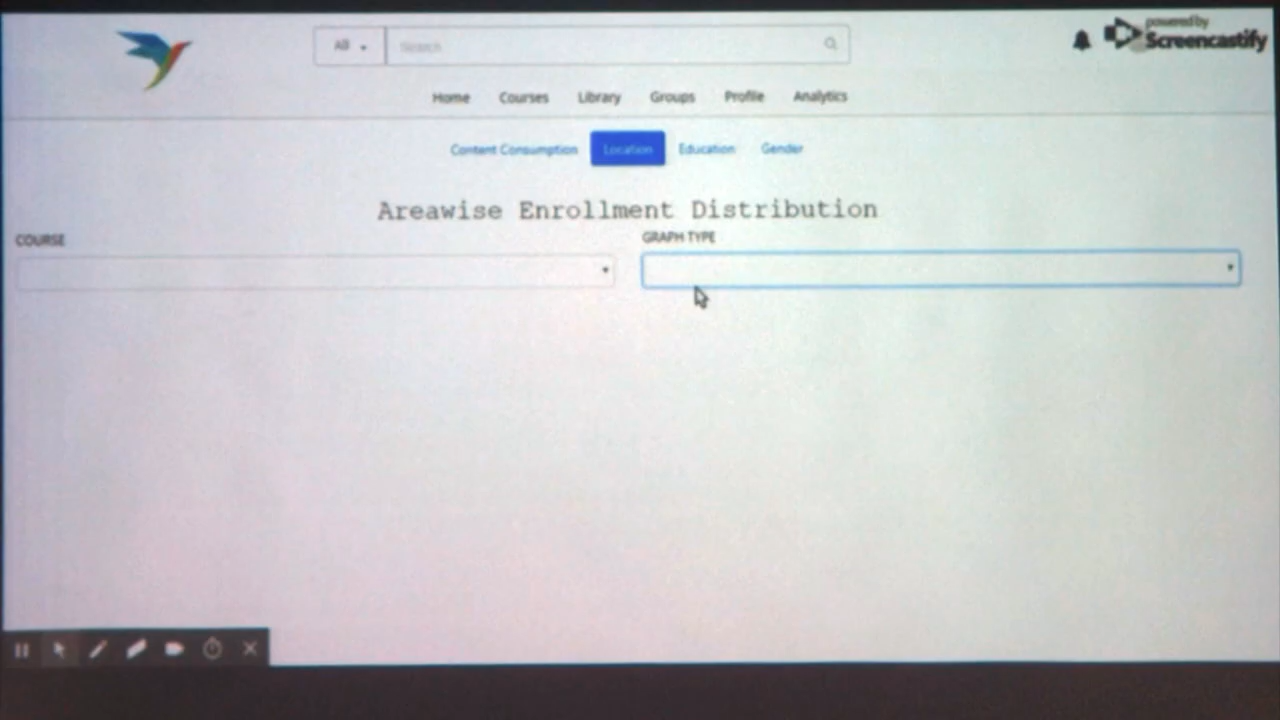 powered by
Screencastify
All
Search
Home Courses Library Groups Profile Analytics
Content Consumption Location Education Gender
Areawise Enrollment Distribution
COURSE
GRAPH TYPE